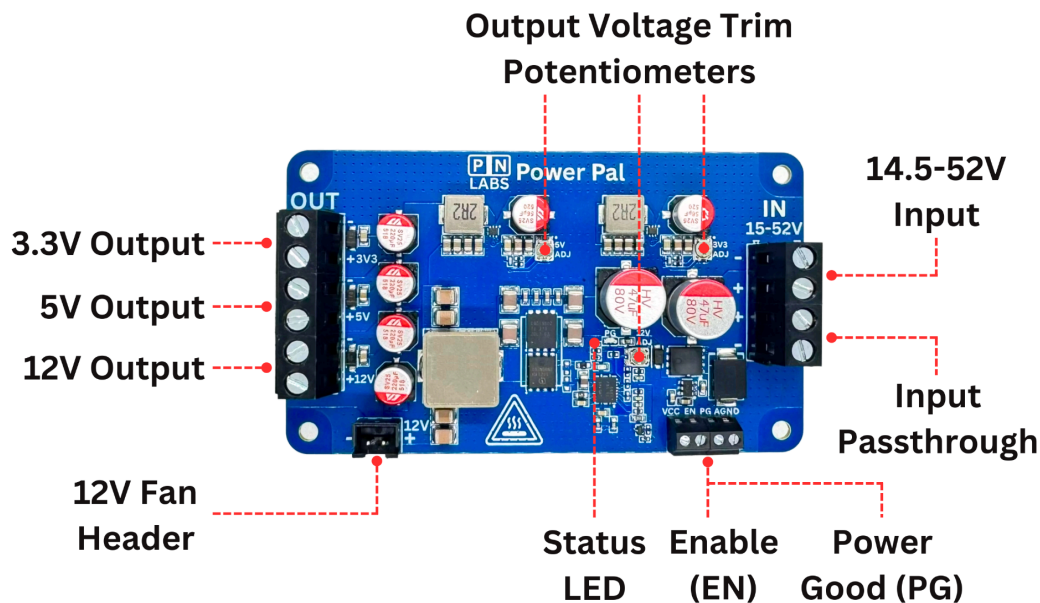 Output Voltage Trim
Potentiometers
14.5-52V
Input
3.3V Output
5V Output
12V Output
12V Fan
Header
Status
LED
Enable
(EN)
Power
Good (PG)
Input
Passthrough
PN
LABS
Power Pal
OUT
IN
15-52V
-
+3V3
-
+5V
-
+12V
-
12V
+
2R2
2R2
5V
ADJ
3V3
ADJ
-
+
+
-
HV
47uF
80V
HV
47uF
80V
PG
VCC EN PG AGND